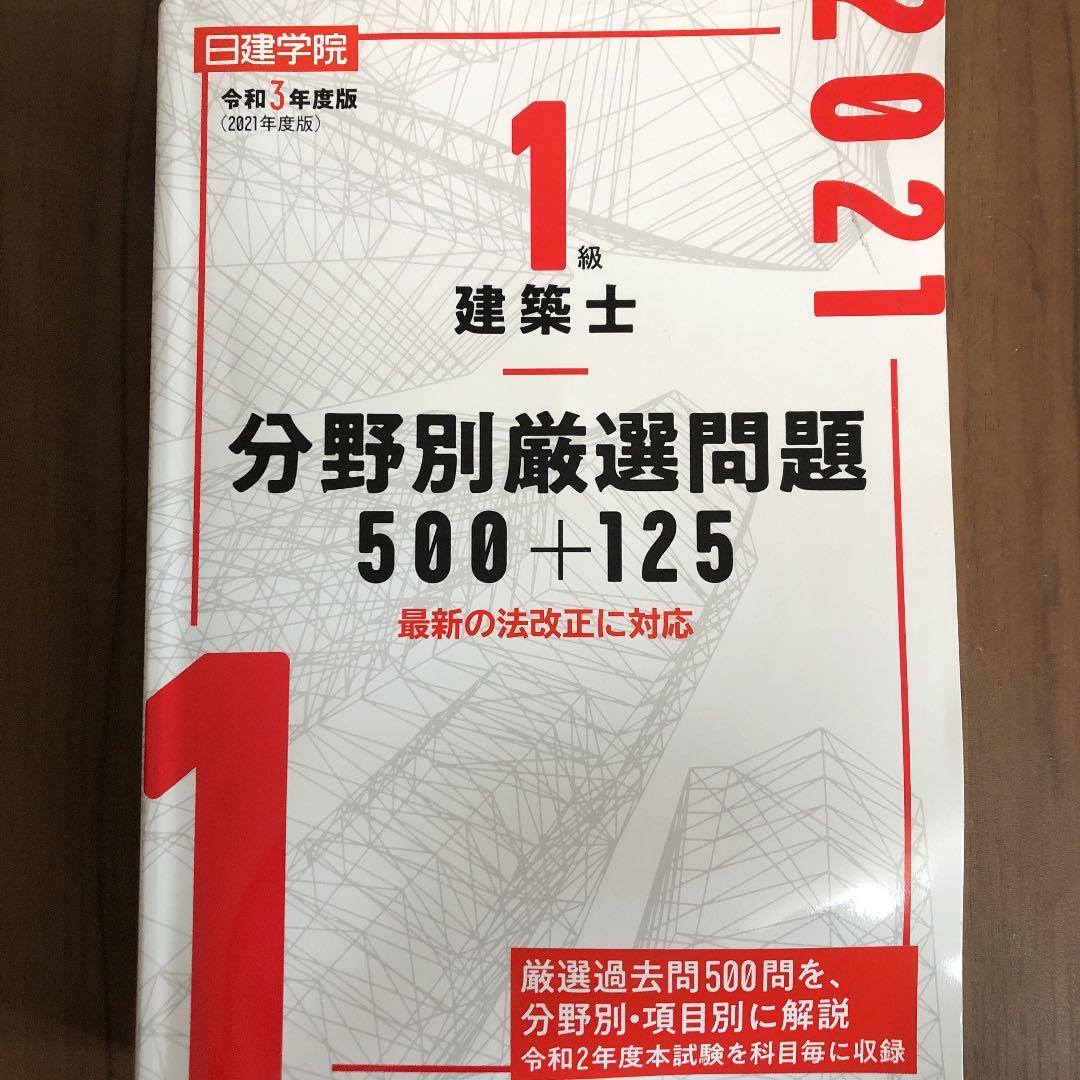 日建学院
令和3年度版
(2021年度版)
2021
1級
建築士
分野別厳選問題
500+125
最新の法改正に対応
1
厳選過去問500問を、
分野別・項目別に解説
令和2年度本試験を科目毎に収録